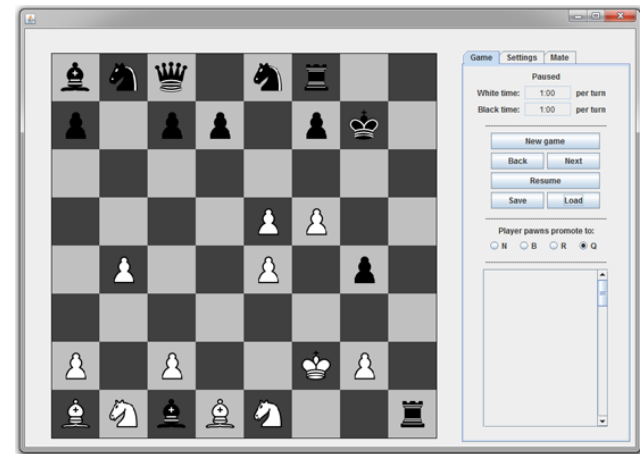 Game Settings Mate
Paused
White time: 1:00 per turn
Black time: 1:00 per turn
New game
Back Next
Resume
Save Load
Player pawns promote to:
N B R Q